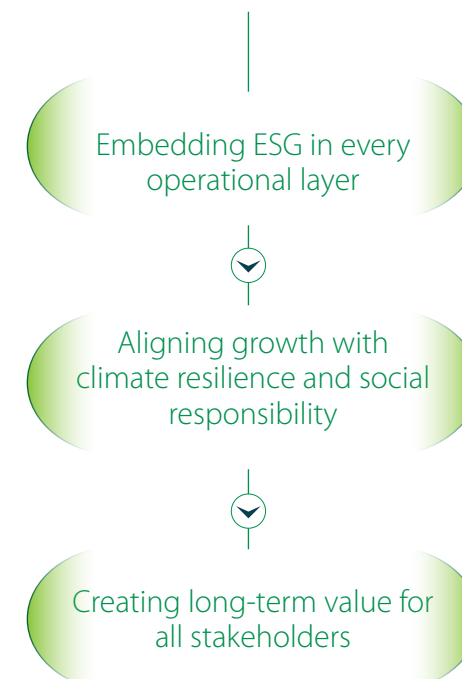 Embedding ESG in every
operational layer
Aligning growth with
climate resilience and social
responsibility
Creating long-term value for
all stakeholders